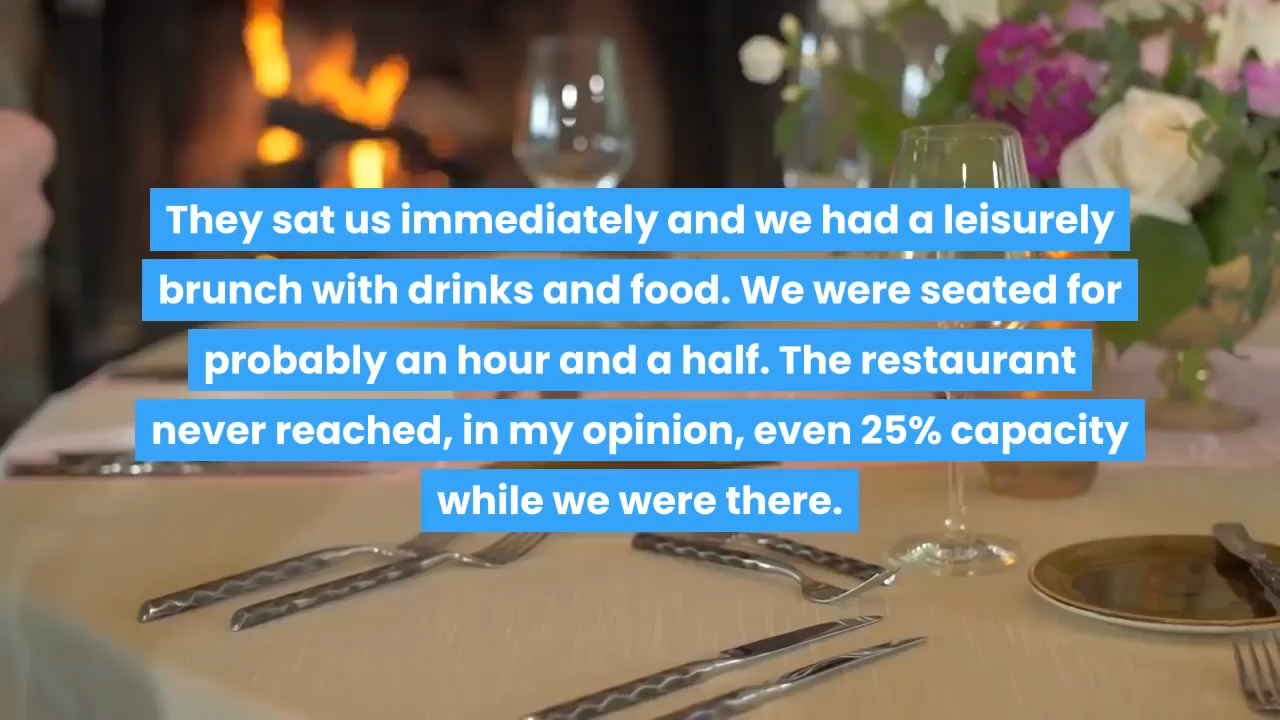 They sat us immediately and we had a leisurely
brunch with drinks and food. We were seated for
probably an hour and a half. The restaurant
never reached, in my opinion, even 25% capacity
while we were there.